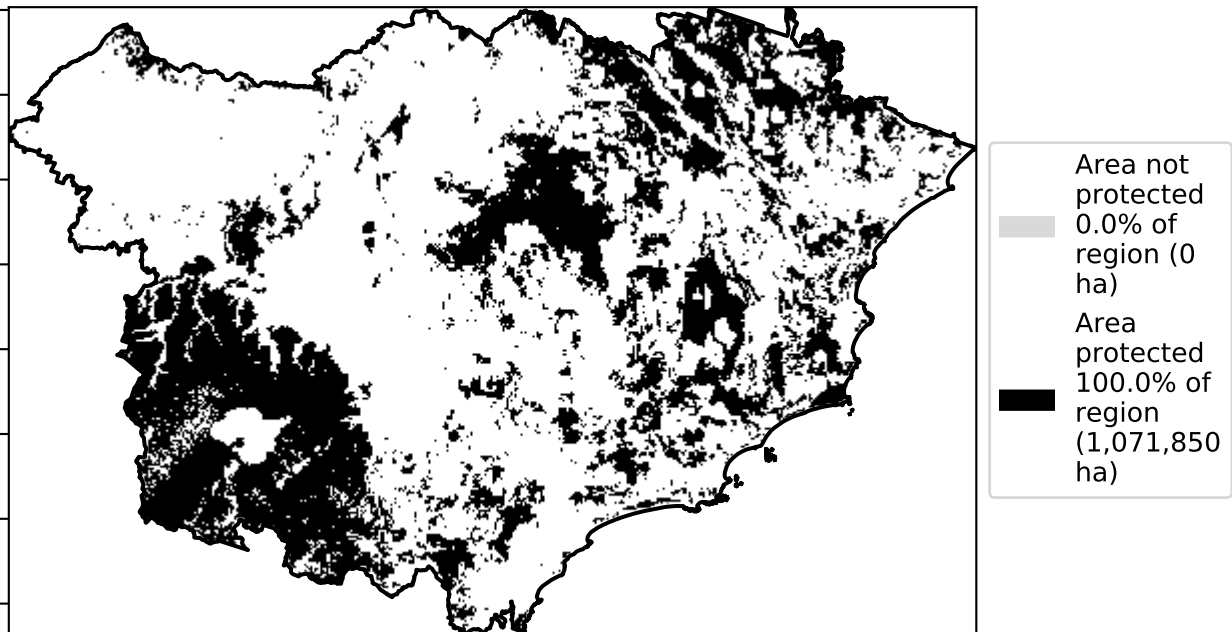 Area not
protected
0.0% of
region (0
ha)
Area
protected
100.0% of
region
(1,071,850
ha)